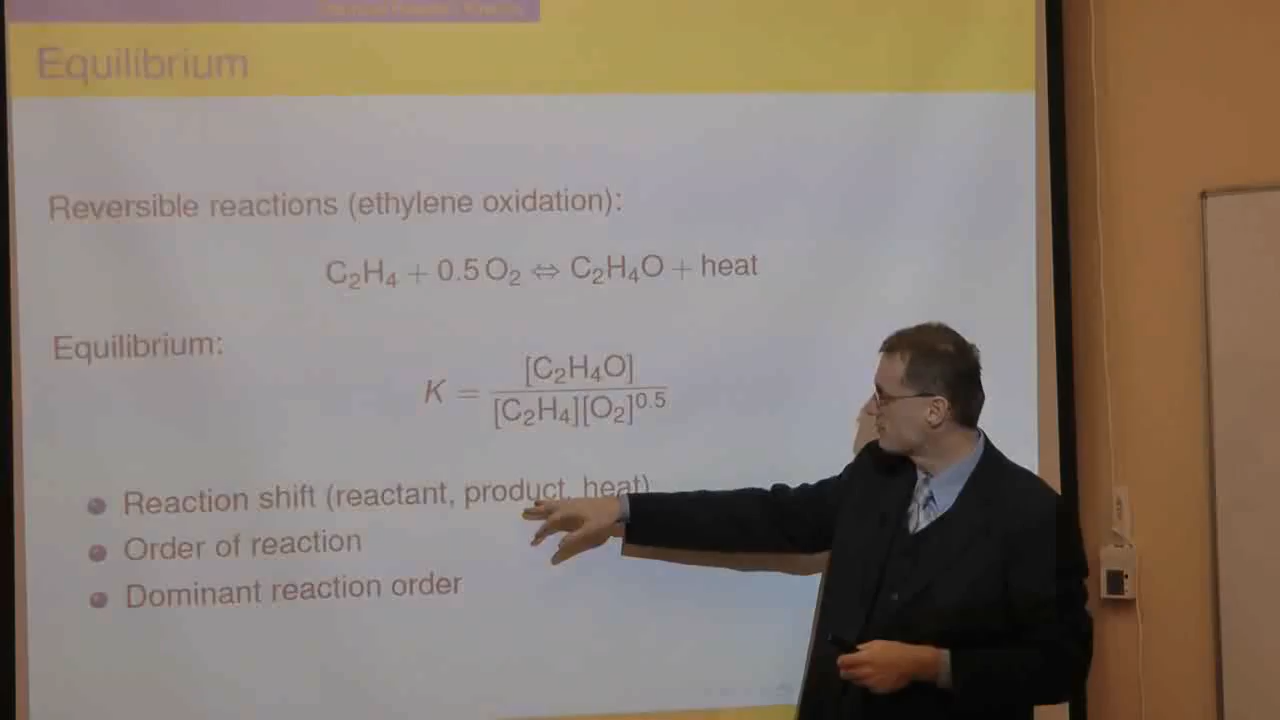 Equilibrium
Reversible reactions (ethylene oxidation):
C₂H₄ + 0.5 O₂ ⇔ C₂H₄O + heat
Equilibrium:
K = [C₂H₄O] / [C₂H₄][O₂]^0.5
Reaction shift (reactant, product, heat)
Order of reaction
Dominant reaction order